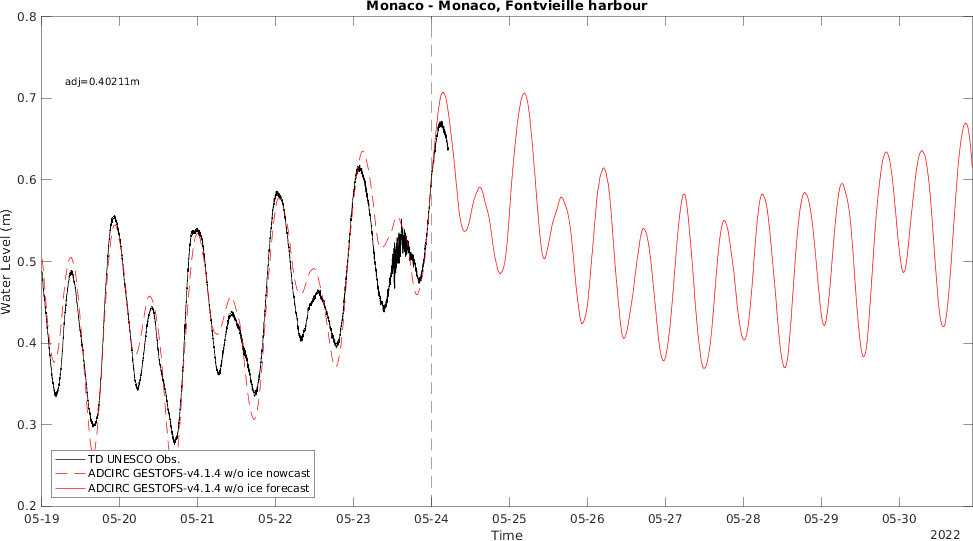 Monaco - Monaco, Fontvieille harbour
0.8
0.7
0.6
0.5
0.4
0.3
0.2
Water Level (m)
adj=0.40211m
TD UNESCO Obs.
ADCIRC GESTOFS-v4.1.4 w/o ice nowcast
ADCIRC GESTOFS-v4.1.4 w/o ice forecast
05-19 05-20 05-21 05-22 05-23 05-24 05-25 05-26 05-27 05-28 05-29 05-30
Time
2022